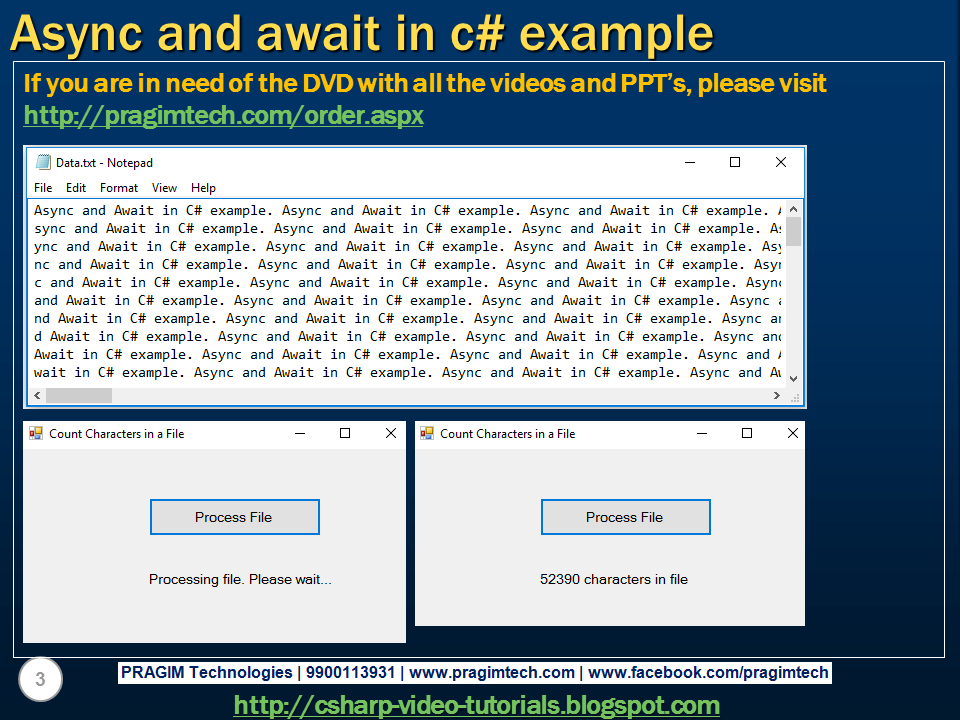 Async and await in c# example
If you are in need of the DVD with all the videos and PPT’s, please visit
http://pragimtech.com/order.aspx
Data.txt - Notepad
File Edit Format View Help
Async and Await in C# example. Async and Await in C# example. Async and Await in C# example. A
sync and Await in C# example. Async and Await in C# example. Async and Await in C# example. As
ync and Await in C# example. Async and Await in C# example. Async and Await in C# example. Asy
nc and Await in C# example. Async and Await in C# example. Async and Await in C# example. Asyn
c and Await in C# example. Async and Await in C# example. Async and Await in C# example. Async
and Await in C# example. Async and Await in C# example. Async and Await in C# example. Async a
nd Await in C# example. Async and Await in C# example. Async and Await in C# example. Async an
d Await in C# example. Async and Await in C# example. Async and Await in C# example. Async and
Await in C# example. Async and Await in C# example. Async and Await in C# example. Async and A
wait in C# example. Async and Await in C# example. Async and Await in C# example. Async and Aw
Count Characters in a File
Process File
Processing file. Please wait...
Count Characters in a File
Process File
52390 characters in file
3
PRAGIM Technologies | 9900113931 | www.pragimtech.com | www.facebook.com/pragimtech
http://csharp-video-tutorials.blogspot.com